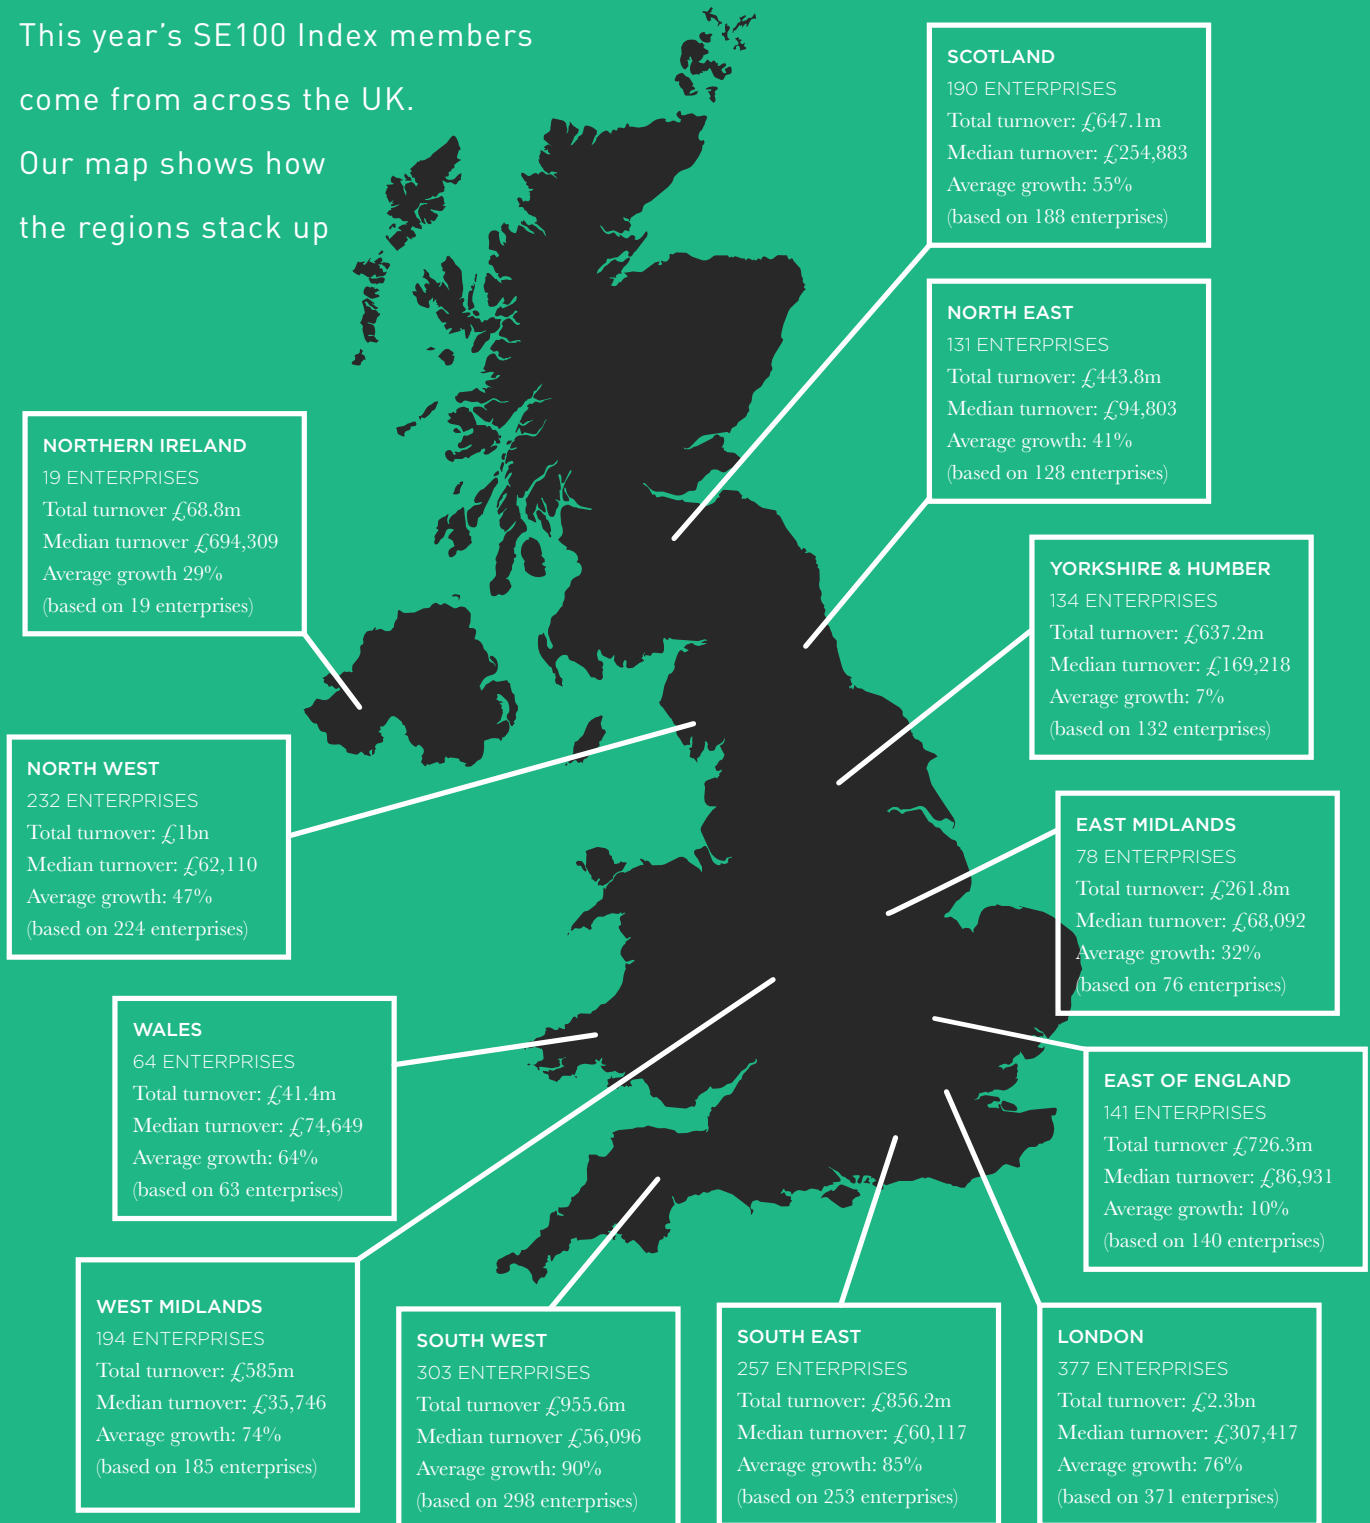 This year's SE100 Index members
come from across the UK.
Our map shows how
the regions stack up
SCOTLAND
190 ENTERPRISES
Total turnover: £647.1m
Median turnover: £254,883
Average growth: 55%
(based on 188 enterprises)
NORTH EAST
131 ENTERPRISES
Total turnover: £443.8m
Median turnover: £94,803
Average growth: 41%
(based on 128 enterprises)
NORTHERN IRELAND
19 ENTERPRISES
Total turnover £68.8m
Median turnover £694,309
Average growth 29%
(based on 19 enterprises)
YORKSHIRE & HUMBER
134 ENTERPRISES
Total turnover: £637.2m
Median turnover: £169,218
Average growth: 7%
(based on 132 enterprises)
NORTH WEST
232 ENTERPRISES
Total turnover: £1bn
Median turnover: £62,110
Average growth: 47%
(based on 224 enterprises)
EAST MIDLANDS
78 ENTERPRISES
Total turnover: £261.8m
Median turnover: £68,092
Average growth: 32%
(based on 76 enterprises)
WALES
64 ENTERPRISES
Total turnover: £41.4m
Median turnover: £74,649
Average growth: 64%
(based on 63 enterprises)
EAST OF ENGLAND
141 ENTERPRISES
Total turnover £726.3m
Median turnover: £86,931
Average growth: 10%
(based on 140 enterprises)
WEST MIDLANDS
194 ENTERPRISES
Total turnover: £585m
Median turnover: £35,746
Average growth: 74%
(based on 185 enterprises)
SOUTH WEST
303 ENTERPRISES
Total turnover £955.6m
Median turnover £56,096
Average growth: 90%
(based on 298 enterprises)
SOUTH EAST
257 ENTERPRISES
Total turnover: £856.2m
Median turnover: £60,117
Average growth: 85%
(based on 253 enterprises)
LONDON
377 ENTERPRISES
Total turnover: £2.3bn
Median turnover: £307,417
Average growth: 76%
(based on 371 enterprises)